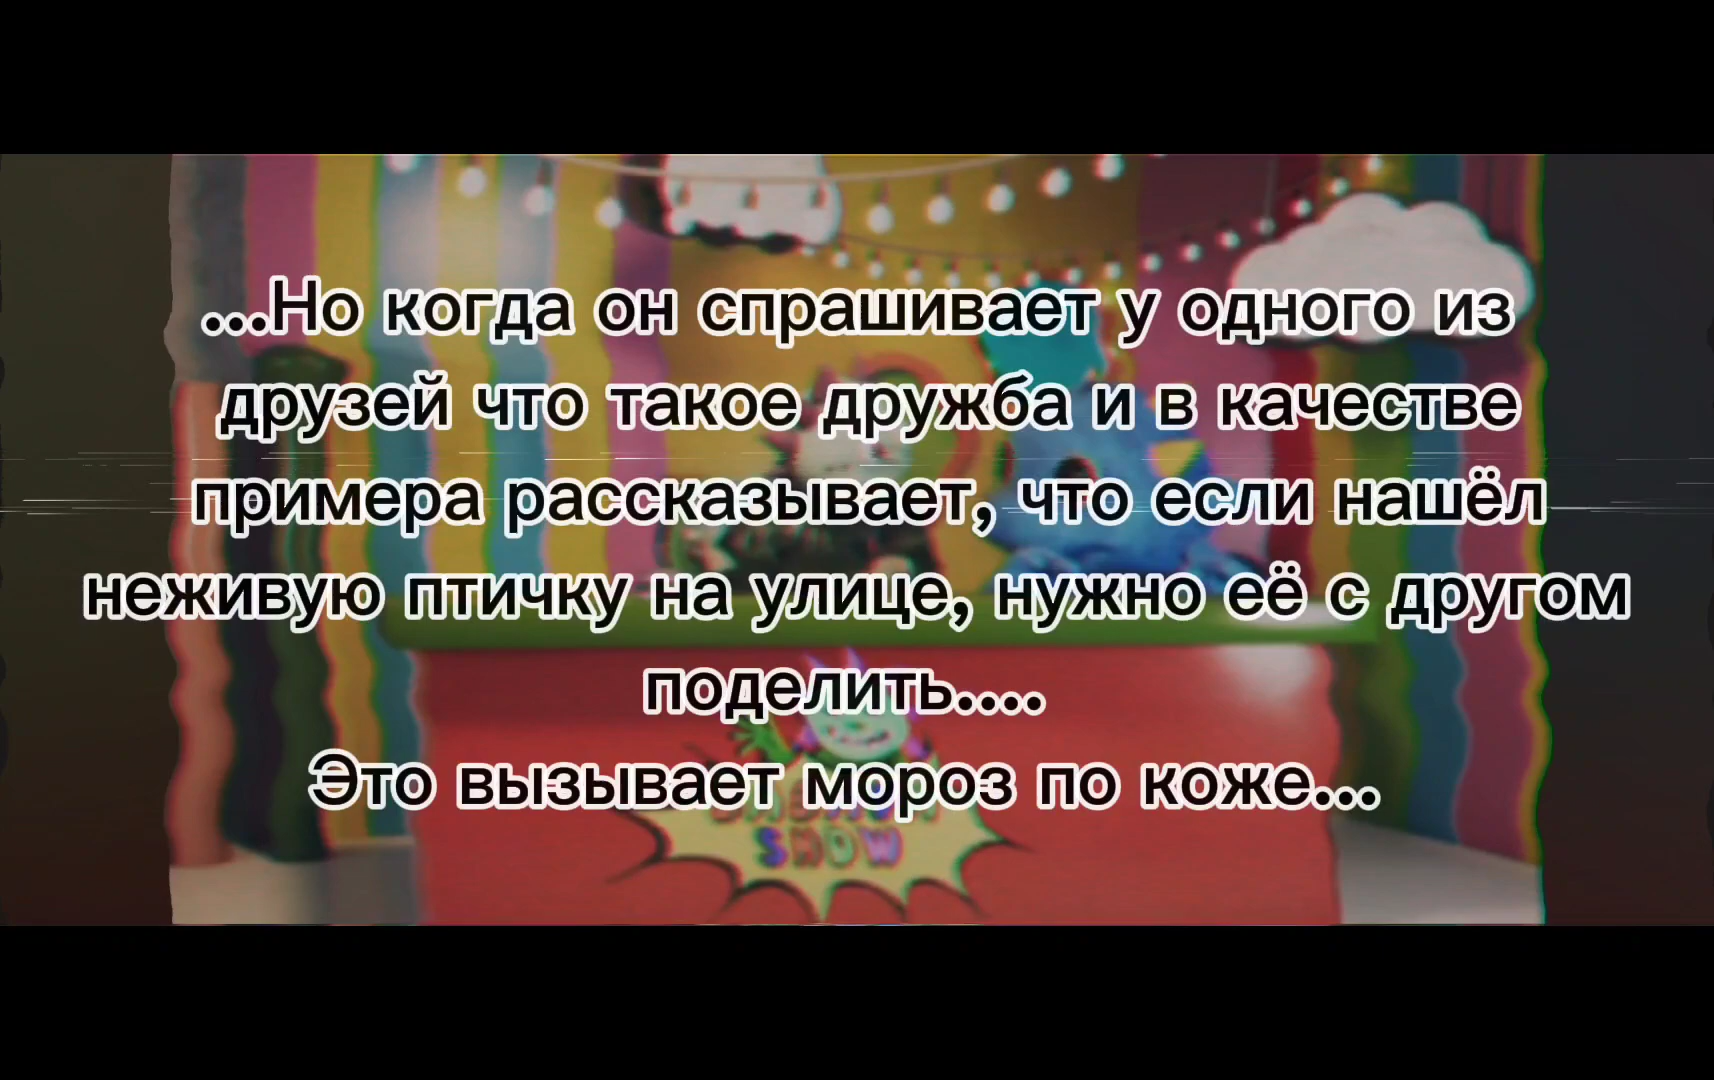 ...Но когда он спрашивает у одного из
друзей что такое дружба и в качестве
примера рассказывает, что если нашёл
неживую птичку на улице, нужно её с другом
поделить....
Это вызывает мороз по коже...
SHOW